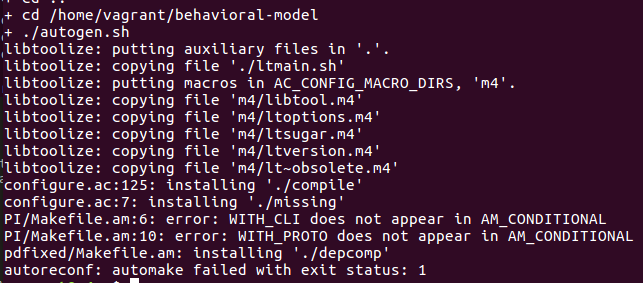 + cd ..
+ cd /home/vagrant/behavioral-model
+ ./autogen.sh
libtoolize: putting auxiliary files in '.'.
libtoolize: copying file './ltmain.sh'
libtoolize: putting macros in AC_CONFIG_MACRO_DIRS, 'm4'.
libtoolize: copying file 'm4/libtool.m4'
libtoolize: copying file 'm4/ltoptions.m4'
libtoolize: copying file 'm4/ltsugar.m4'
libtoolize: copying file 'm4/ltversion.m4'
libtoolize: copying file 'm4/lt~obsolete.m4'
configure.ac:125: installing './compile'
configure.ac:7: installing './missing'
PI/Makefile.am:6: error: WITH_CLI does not appear in AM_CONDITIONAL
PI/Makefile.am:10: error: WITH_PROTO does not appear in AM_CONDITIONAL
pdfixed/Makefile.am: installing './depcomp'
autoreconf: automake failed with exit status: 1